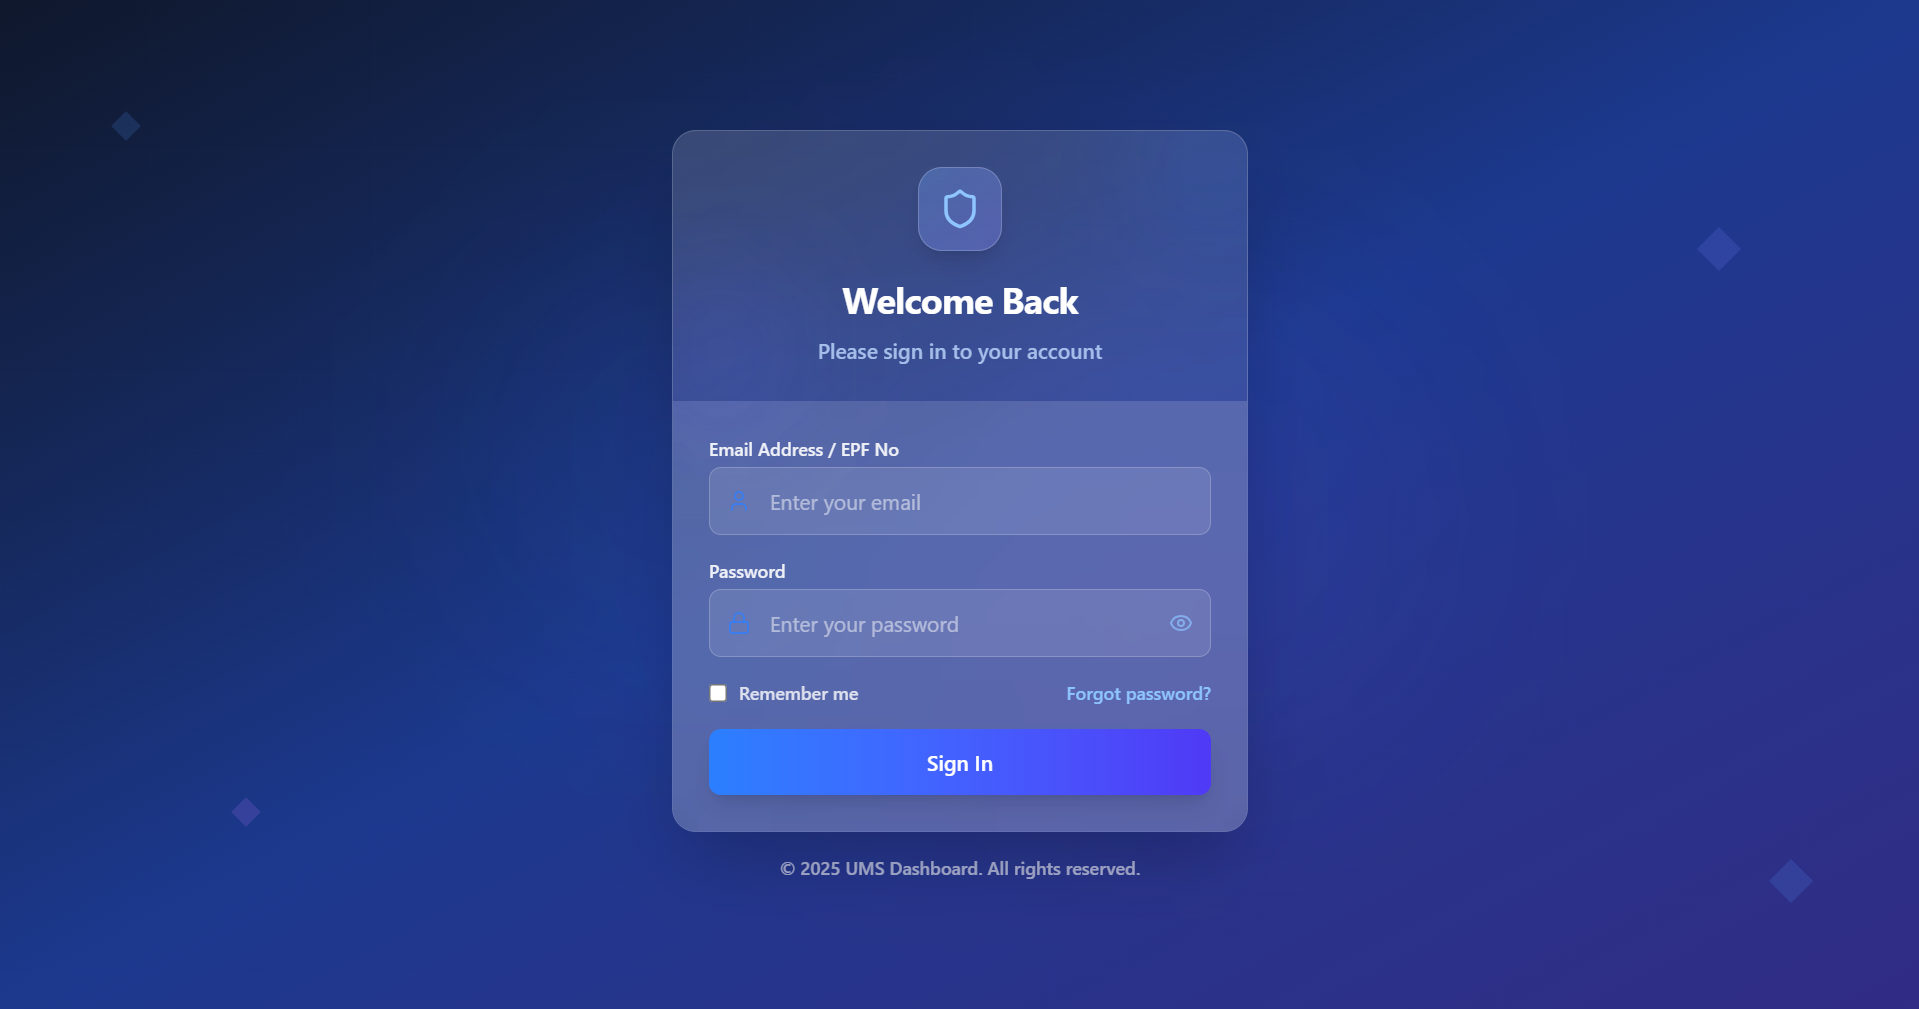 Welcome Back
Please sign in to your account
Email Address / EPF No
Enter your email
Password
Enter your password
Remember me
Forgot password?
Sign In
© 2025 UMS Dashboard. All rights reserved.